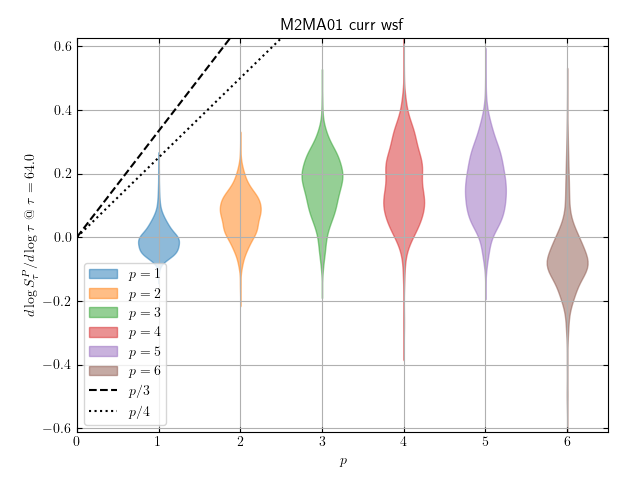 M2MA01 curr wsf
d log S_τ^P / d log τ @ τ = 64.0
0.6
0.4
0.2
0.0
−0.2
−0.4
−0.6
p = 1
p = 2
p = 3
p = 4
p = 5
p = 6
p/3
p/4
0 1 2 3 4 5 6
p